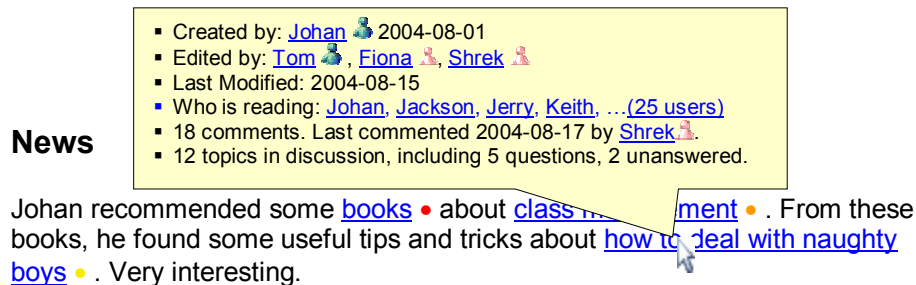 Created by: Johan 2004-08-01
Edited by: Tom , Fiona , Shrek
Last Modified: 2004-08-15
Who is reading: Johan, Jackson, Jerry, Keith, …(25 users)
18 comments. Last commented 2004-08-17 by Shrek.
12 topics in discussion, including 5 questions, 2 unanswered.
News
Johan recommended some books • about class ment • . From these
books, he found some useful tips and tricks about how to deal with naughty
boys • . Very interesting.